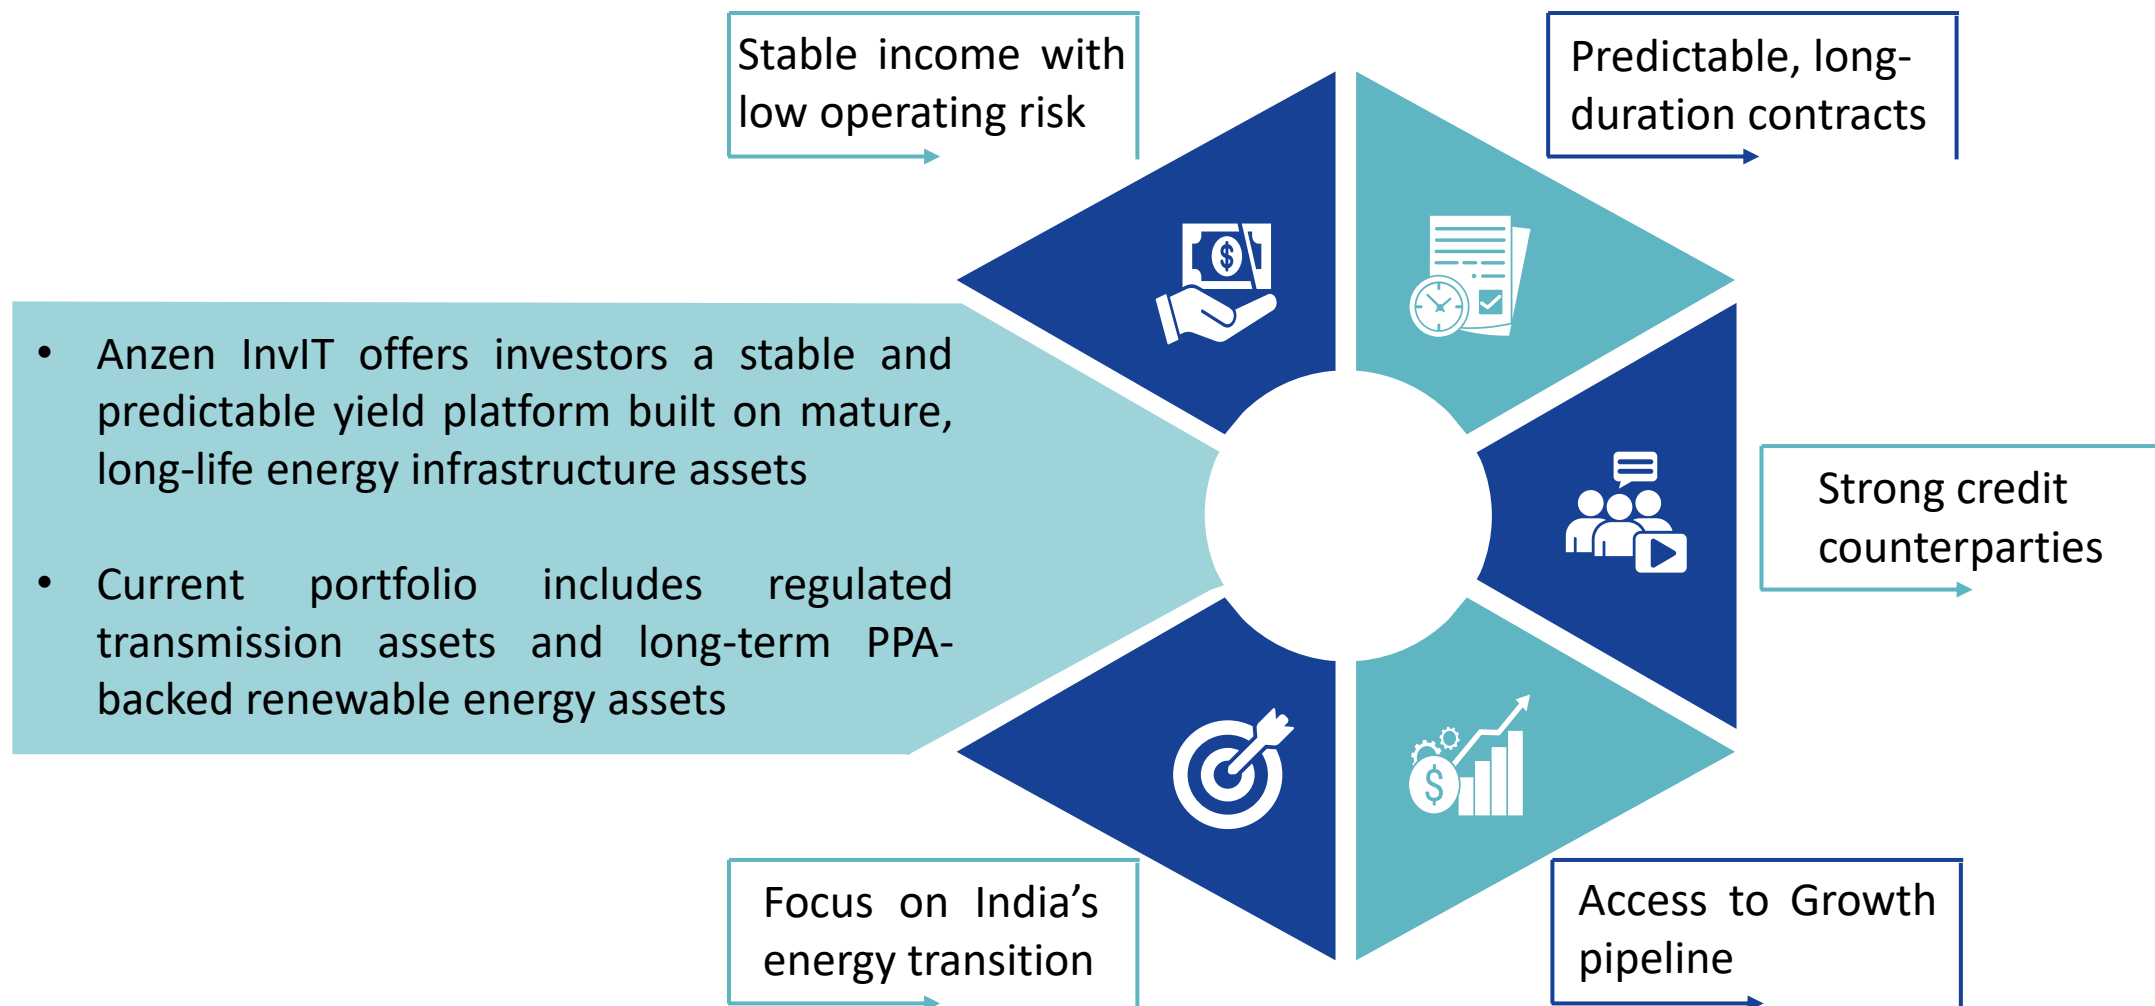 Stable income with
low operating risk
Predictable, long-
duration contracts
• Anzen InvIT offers investors a stable and
predictable yield platform built on mature,
long-life energy infrastructure assets
• Current portfolio includes regulated
transmission assets and long-term PPA-
backed renewable energy assets
Strong credit
counterparties
Focus on India’s
energy transition
Access to Growth
pipeline